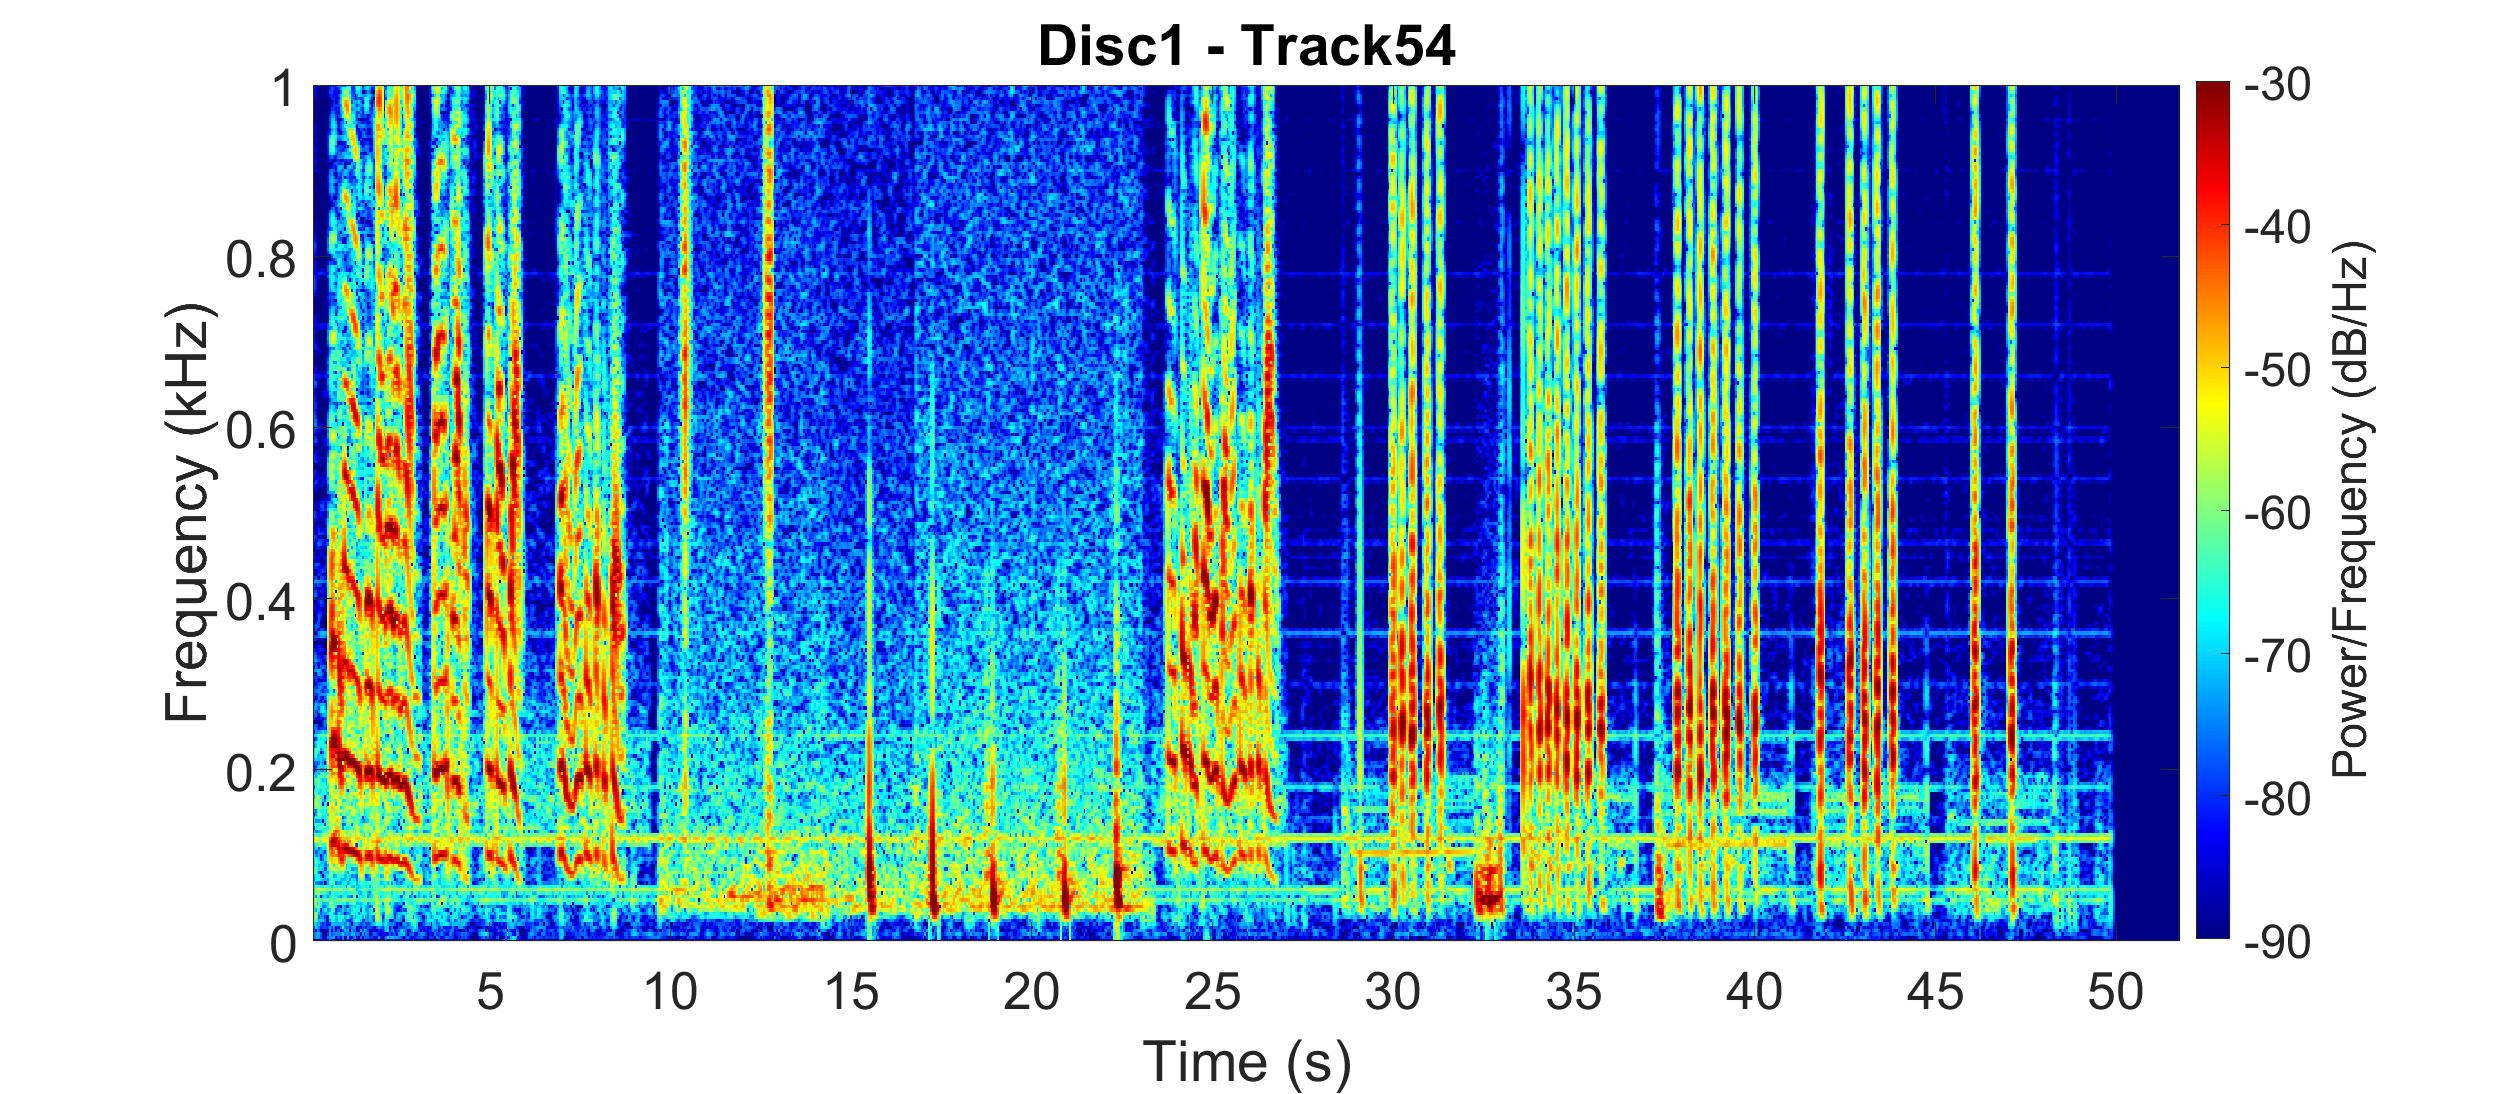 Disc1 - Track54
1
0.8
0.6
0.4
0.2
0
Frequency (kHz)
5 10 15 20 25 30 35 40 45 50
Time (s)
-30
-40
-50
-60
-70
-80
-90
Power/Frequency (dB/Hz)